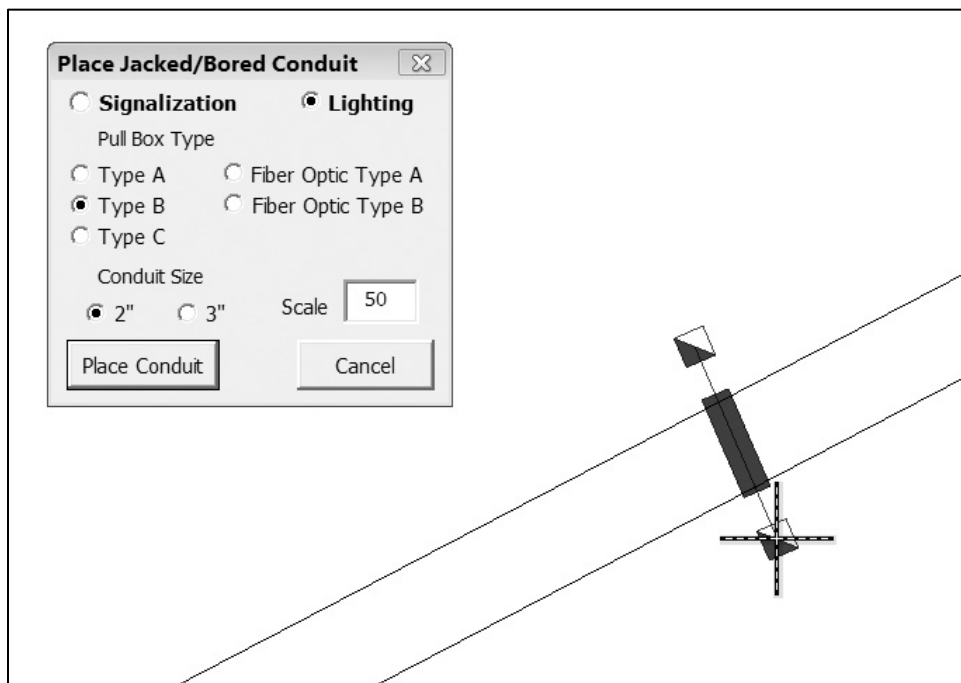 Place Jacked/Bored Conduit
Signalization Lighting
Pull Box Type
Type A Fiber Optic Type A
Type B Fiber Optic Type B
Type C
Conduit Size
2" 3" Scale 50
Place Conduit Cancel